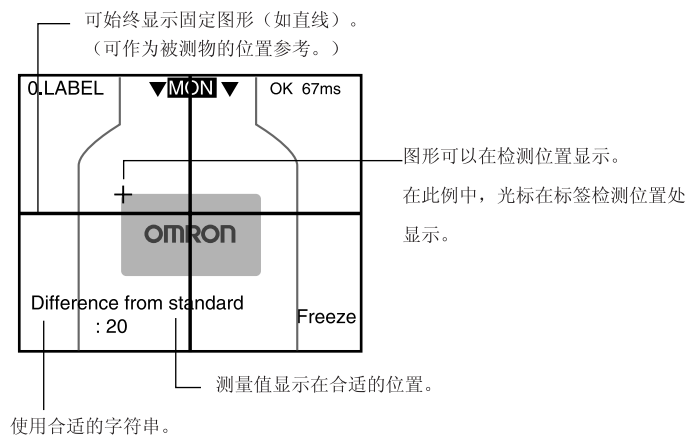 可始终显示固定图形（如直线）。
（可作为被测物的位置参考。）
0.LABEL ▼MON▼ OK 67ms
图形可以在检测位置显示。
在此例中，光标在标签检测位置处
显示。
OMRON
Difference from standard
: 20
Freeze
测量值显示在合适的位置。
使用合适的字符串。